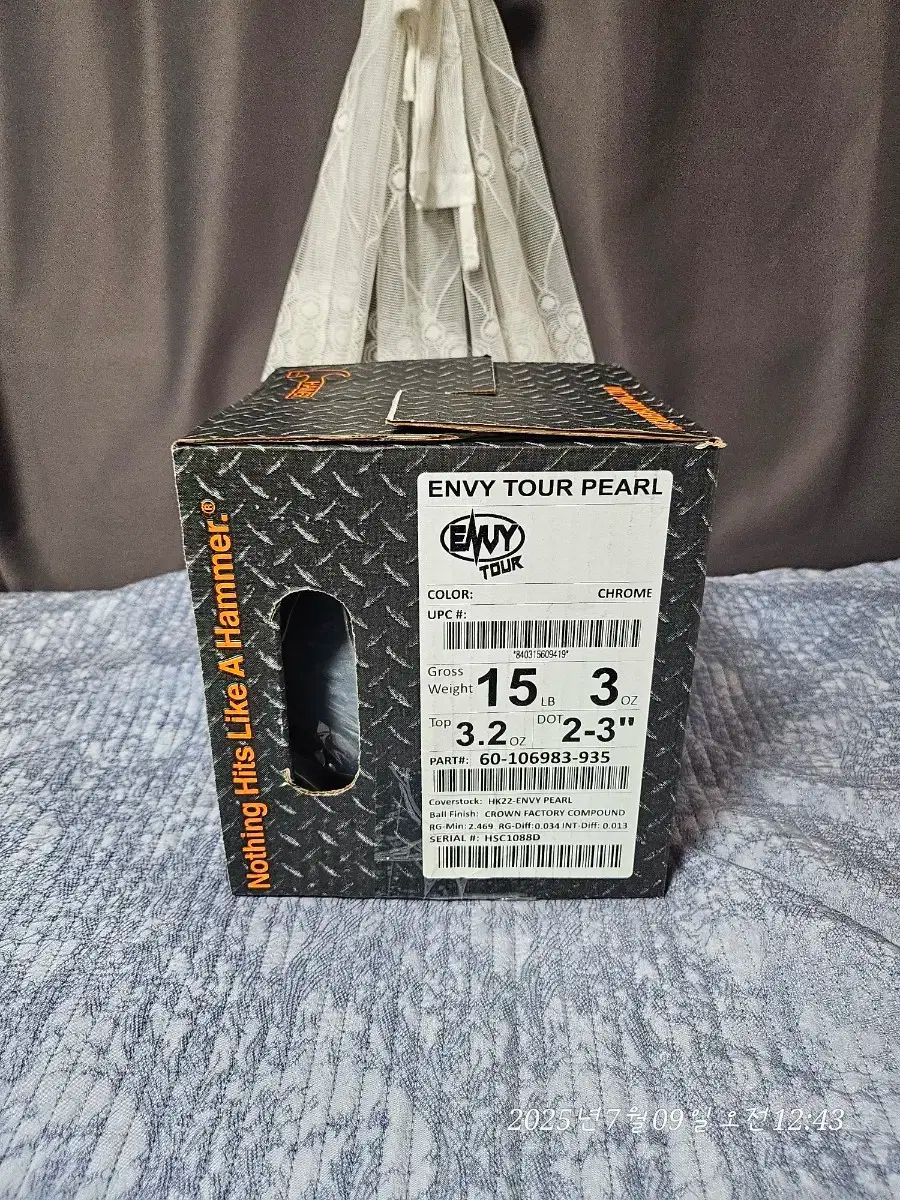 Nothing Hits Like A Hammer.®
ENVY TOUR PEARL
ENVY
TOUR
COLOR: CHROME
UPC #:
*840315609419*
Gross Weight 15 LB 3 OZ
Top 3.2 OZ DOT 2-3"
PART#: 60-106983-935
Coverstock: HK22-ENVY PEARL
Ball Finish: CROWN FACTORY COMPOUND
RG-Min: 2.469 RG-Diff:0.034 INT-Diff: 0.013
SERIAL #: HSC1088D
2025년 7월 09일 오전 12:43